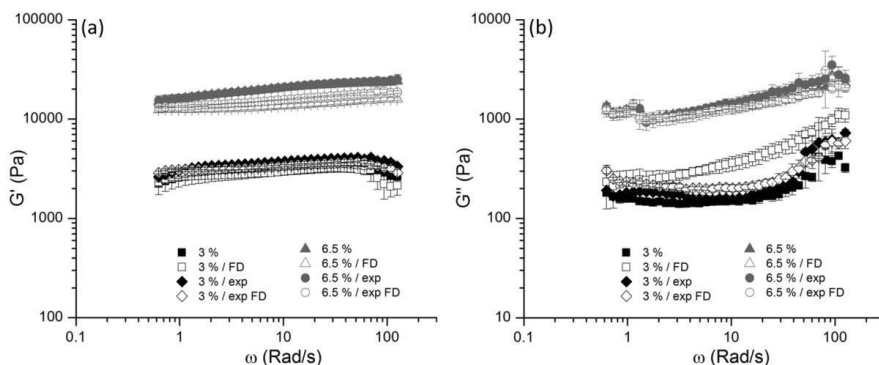 (a)
G' (Pa)
100000
10000
1000
100
0.1
1
10
100
ω (Rad/s)
3 %
3 % / FD
3 % / exp
3 % / exp FD
6.5 %
6.5 % / FD
6.5 % / exp
6.5 % / exp FD
(b)
G'' (Pa)
10000
1000
100
10
0.1
1
10
100
ω (Rad/s)
3 %
3 % / FD
3 % / exp
3 % / exp FD
6.5 %
6.5 % / FD
6.5 % / exp
6.5 % / exp FD